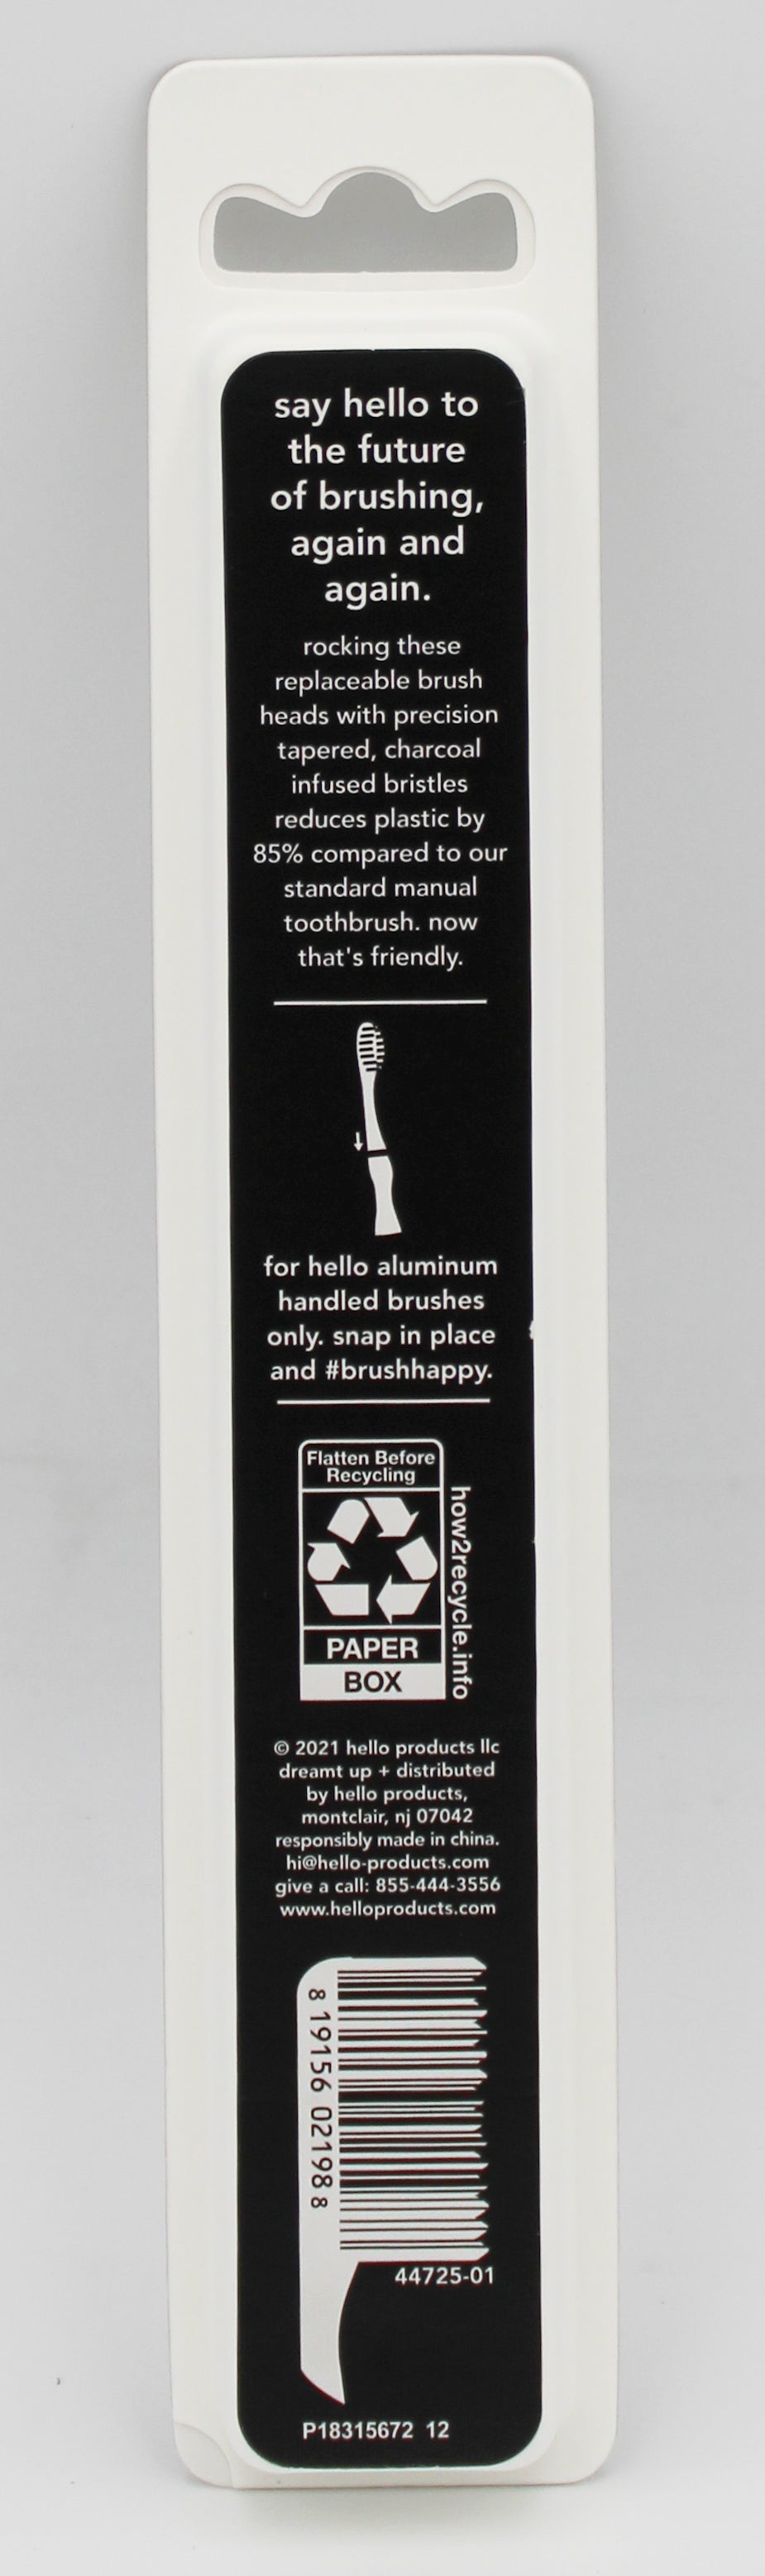 say hello to
the future
of brushing,
again and
again.
rocking these
replaceable brush
heads with precision
tapered, charcoal
infused bristles
reduces plastic by
85% compared to our
standard manual
toothbrush. now
that's friendly.
for hello aluminum
handled brushes
only. snap in place
and #brushhappy.
Flatten Before
Recycling
PAPER
BOX
how2recycle.info
© 2021 hello products llc
dreamt up + distributed
by hello products,
montclair, nj 07042
responsibly made in china.
hi@hello-products.com
give a call: 855-444-3556
www.helloproducts.com
8 19156 02198 8
44725-01
P18315672 12